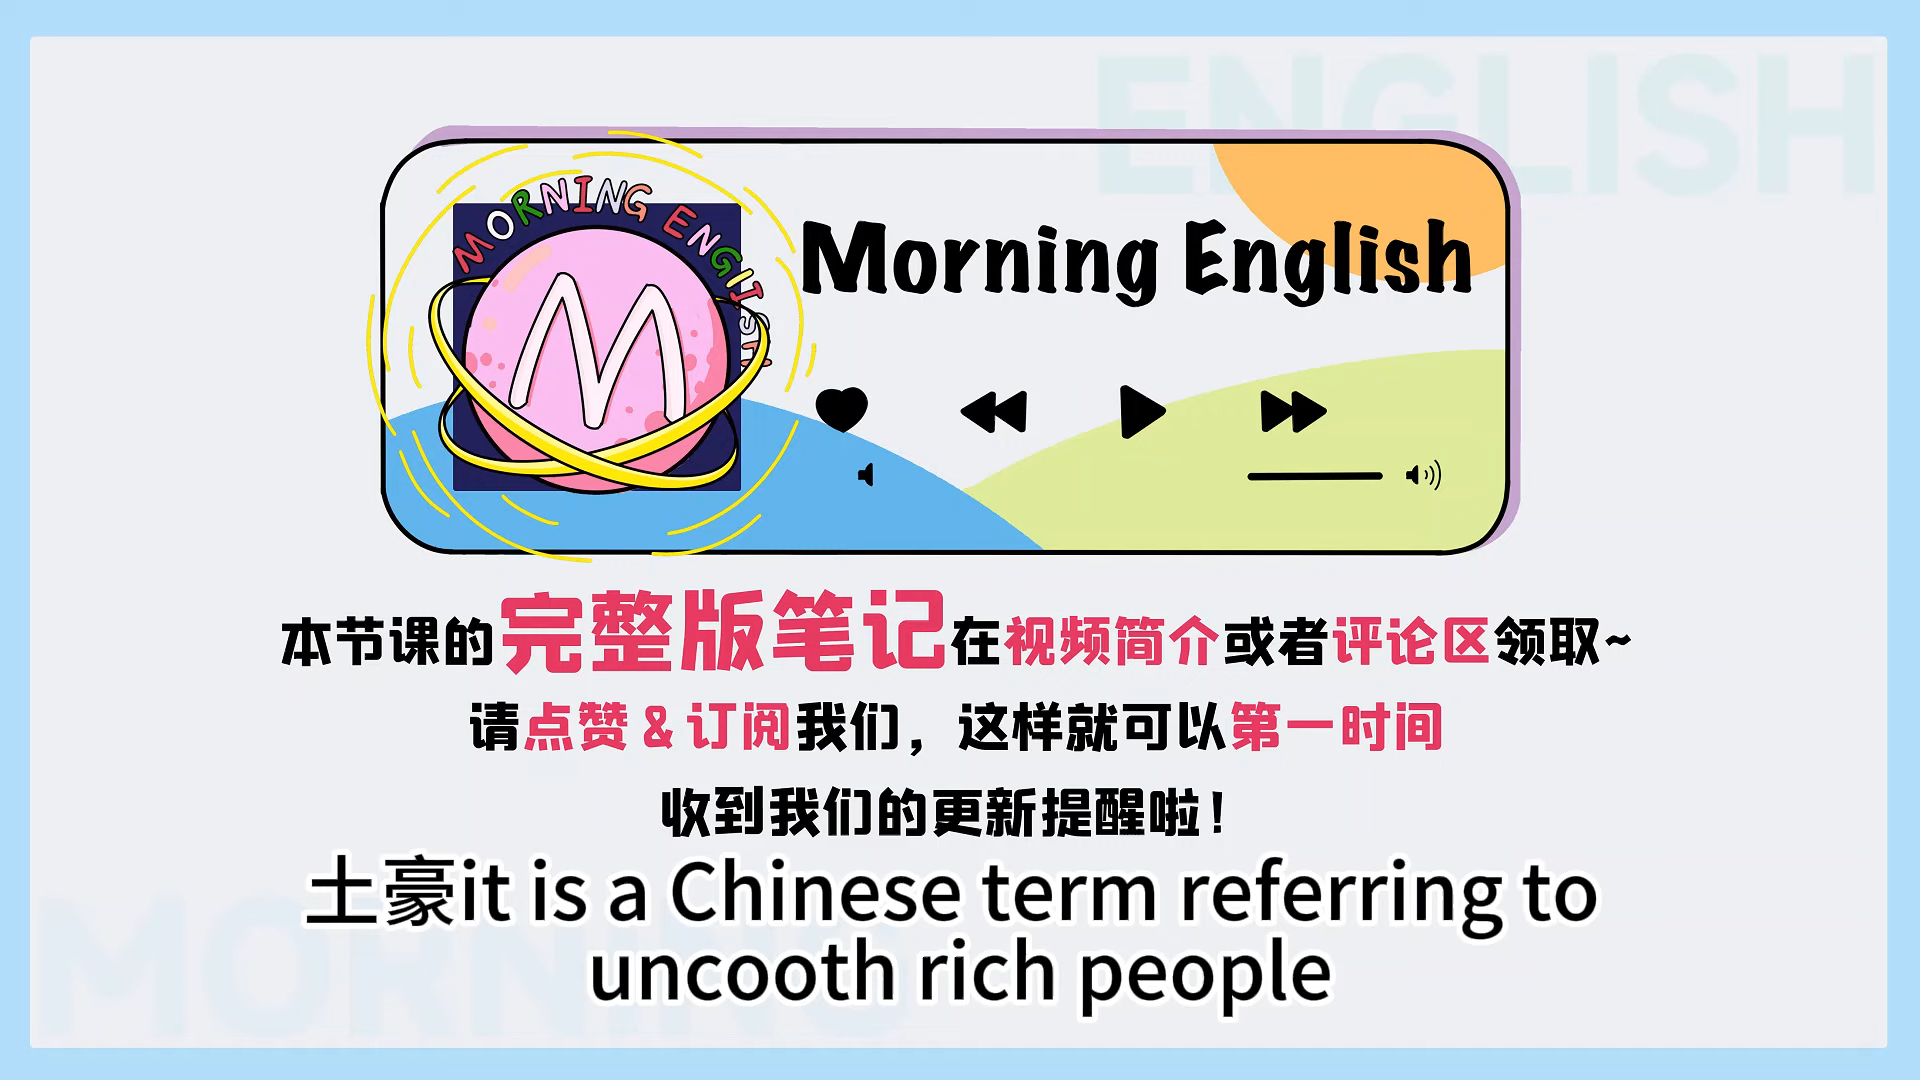 ENGLISH
MORNING ENGLISH
M
Morning English
本节课的完整版笔记在视频简介或者评论区领取~
请点赞&订阅我们，这样就可以第一时间
收到我们的更新提醒啦！
土豪it is a Chinese term referring to
uncooth rich people
MORNING